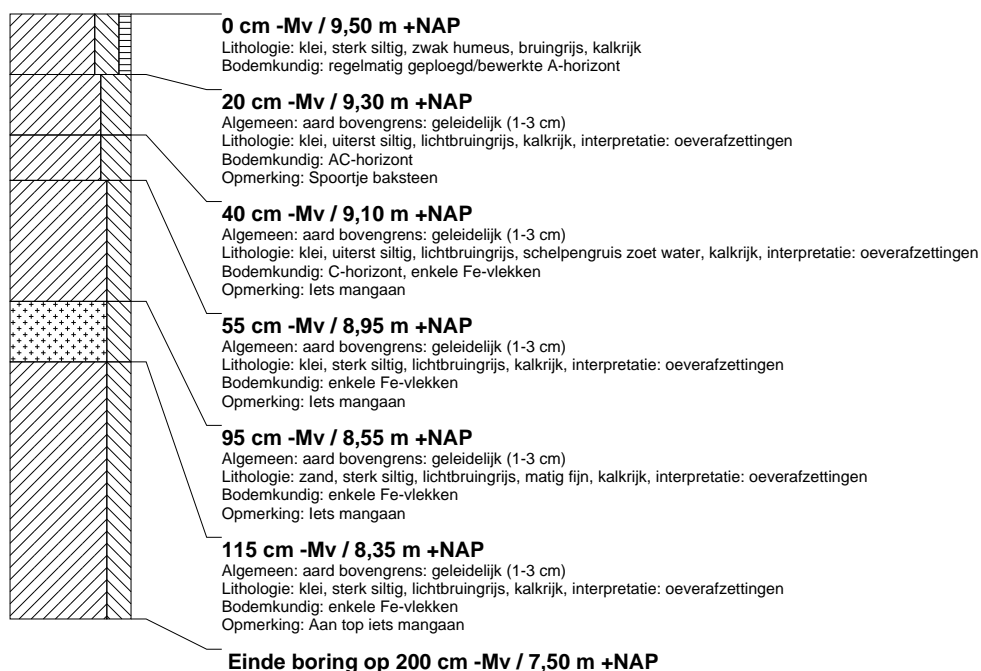 0 cm -Mv / 9,50 m +NAP
Lithologie: klei, sterk siltig, zwak humeus, bruingrijs, kalkrijk
Bodemkundig: regelmatig geploegd/bewerkte A-horizont
20 cm -Mv / 9,30 m +NAP
Algemeen: aard bovengrens: geleidelijk (1-3 cm)
Lithologie: klei, uiterst siltig, lichtbruingrijs, kalkrijk, interpretatie: oeverafzettingen
Bodemkundig: AC-horizont
Opmerking: Spoortje baksteen
40 cm -Mv / 9,10 m +NAP
Algemeen: aard bovengrens: geleidelijk (1-3 cm)
Lithologie: klei, uiterst siltig, lichtbruingrijs, schelpengruis zoet water, kalkrijk, interpretatie: oeverafzettingen
Bodemkundig: C-horizont, enkele Fe-vlekken
Opmerking: Iets mangaan
55 cm -Mv / 8,95 m +NAP
Algemeen: aard bovengrens: geleidelijk (1-3 cm)
Lithologie: klei, sterk siltig, lichtbruingrijs, kalkrijk, interpretatie: oeverafzettingen
Bodemkundig: enkele Fe-vlekken
Opmerking: Iets mangaan
95 cm -Mv / 8,55 m +NAP
Algemeen: aard bovengrens: geleidelijk (1-3 cm)
Lithologie: zand, sterk siltig, lichtbruingrijs, matig fijn, kalkrijk, interpretatie: oeverafzettingen
Bodemkundig: enkele Fe-vlekken
Opmerking: Iets mangaan
115 cm -Mv / 8,35 m +NAP
Algemeen: aard bovengrens: geleidelijk (1-3 cm)
Lithologie: klei, sterk siltig, lichtbruingrijs, kalkrijk, interpretatie: oeverafzettingen
Bodemkundig: enkele Fe-vlekken
Opmerking: Aan top iets mangaan
Einde boring op 200 cm -Mv / 7,50 m +NAP